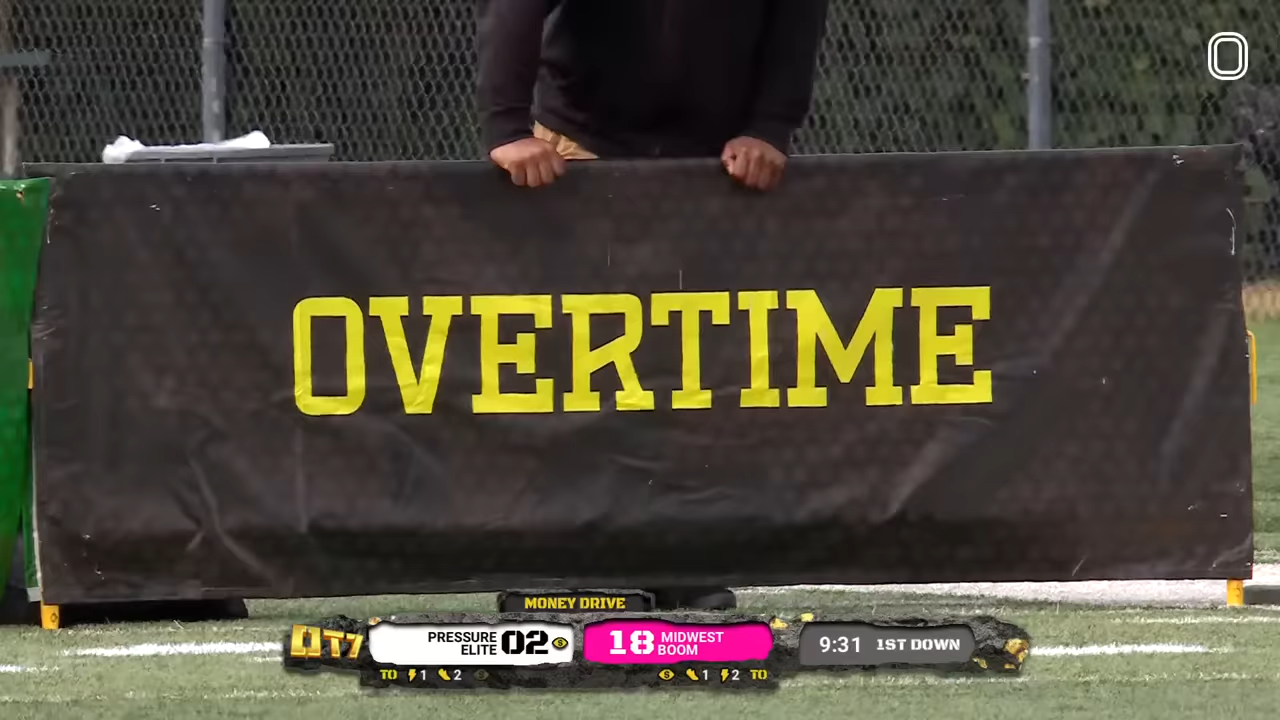 O
OVERTIME
MONEY DRIVE
OT7
PRESSURE ELITE 02
18 MIDWEST BOOM
9:31 1ST DOWN
TO 1 2
1 2 TO